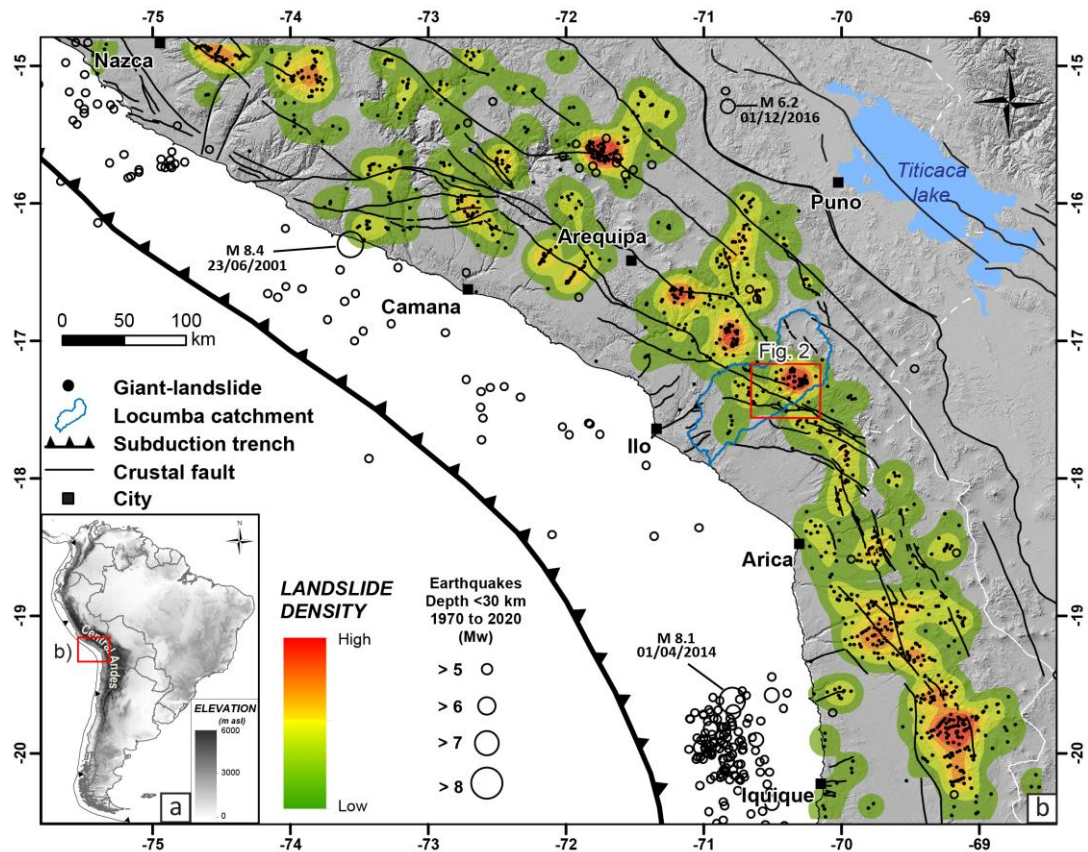 -75 -74 -73 -72 -71 -70 -69
-15
-16
-17
-18
-19
-20
-15
-16
-17
-18
-19
-20
-75 -74 -73 -72 -71 -70 -69
N
Nazca
M 6.2
01/12/2016
Titicaca
lake
Puno
Arequipa
M 8.4
23/06/2001
Camana
Fig. 2
Ilo
Arica
M 8.1
01/04/2014
Iquique
b
0 50 100
km
Giant-landslide
Locumba catchment
Subduction trench
Crustal fault
City
N
b)
Central Andes
ELEVATION
(m asl)
6000
3000
0
a
LANDSLIDE
DENSITY
High
Low
Earthquakes
Depth <30 km
1970 to 2020
(Mw)
> 5
> 6
> 7
> 8